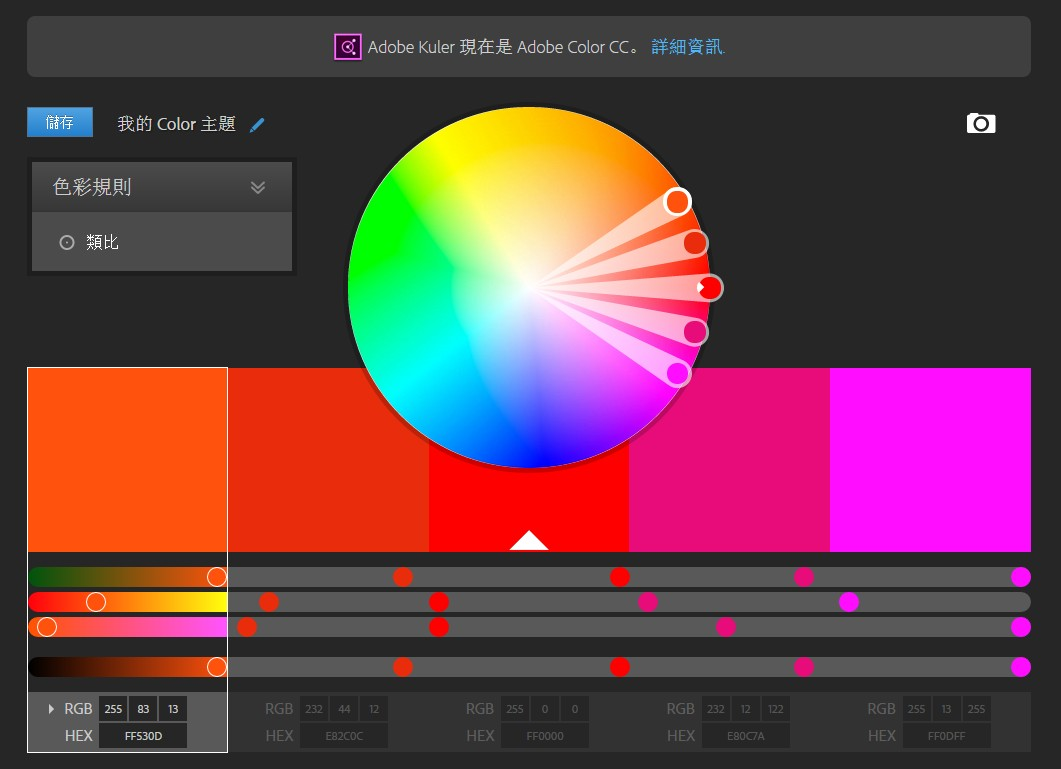 Adobe Kuler 現在是 Adobe Color CC。 詳細資訊.
儲存 我的 Color 主題
色彩規則
類比
RGB 255 83 13 RGB 232 44 12 RGB 255 0 0 RGB 232 12 122 RGB 255 13 255
HEX FF530D HEX E82C0C HEX FF0000 HEX E80C7A HEX FF0DFF